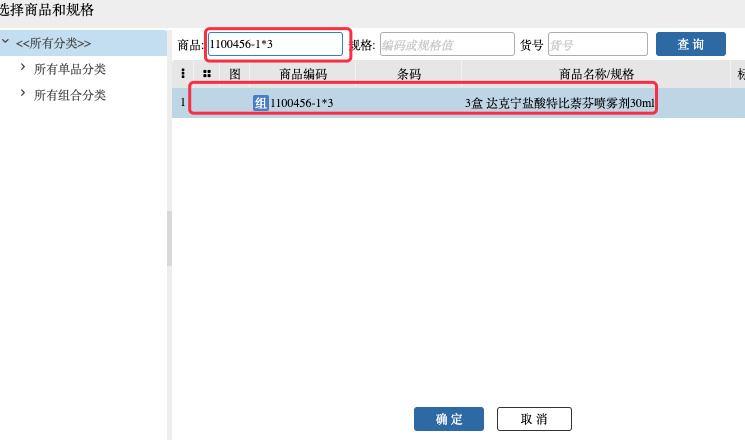 选择商品和规格
<<所有分类>>
所有单品分类
所有组合分类
商品: 1100456-1*3 规格: 编码或规格值 货号 货号 查 询
图 商品编码 条码 商品名称/规格
1 组 1100456-1*3 3盒 达克宁盐酸特比萘芬喷雾剂30ml
确 定 取 消